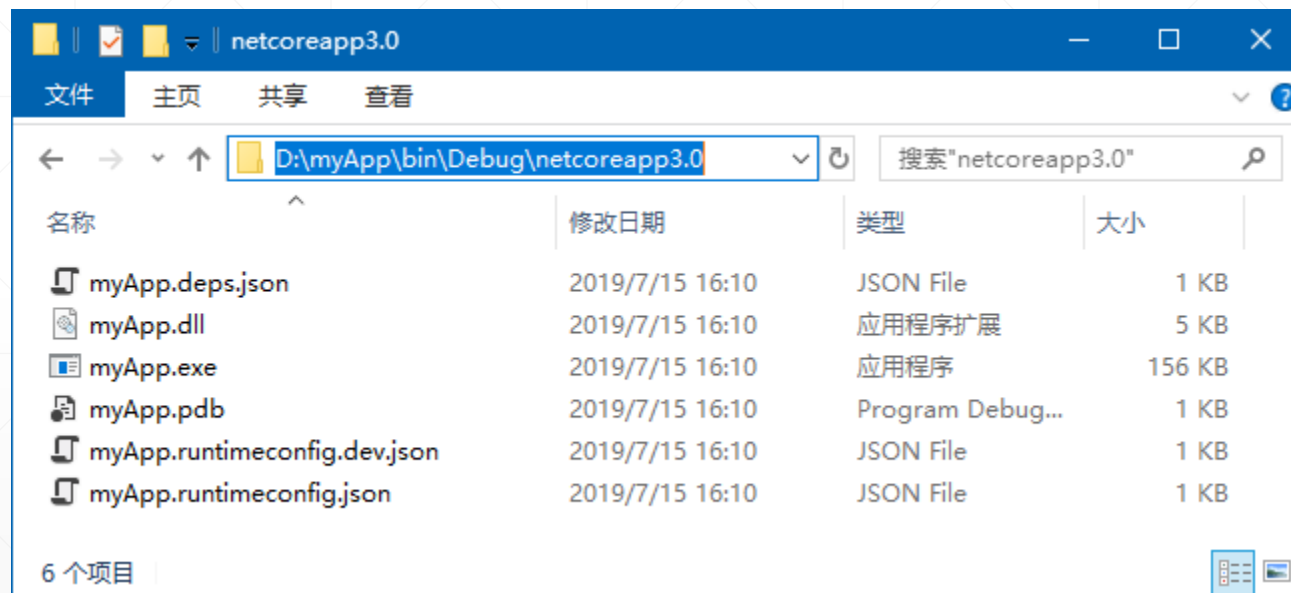 netcoreapp3.0
文件 主页 共享 查看
D:\myApp\bin\Debug\netcoreapp3.0 搜索"netcoreapp3.0"
名称 修改日期 类型 大小
myApp.deps.json 2019/7/15 16:10 JSON File 1 KB
myApp.dll 2019/7/15 16:10 应用程序扩展 5 KB
myApp.exe 2019/7/15 16:10 应用程序 156 KB
myApp.pdb 2019/7/15 16:10 Program Debug... 1 KB
myApp.runtimeconfig.dev.json 2019/7/15 16:10 JSON File 1 KB
myApp.runtimeconfig.json 2019/7/15 16:10 JSON File 1 KB
6 个项目